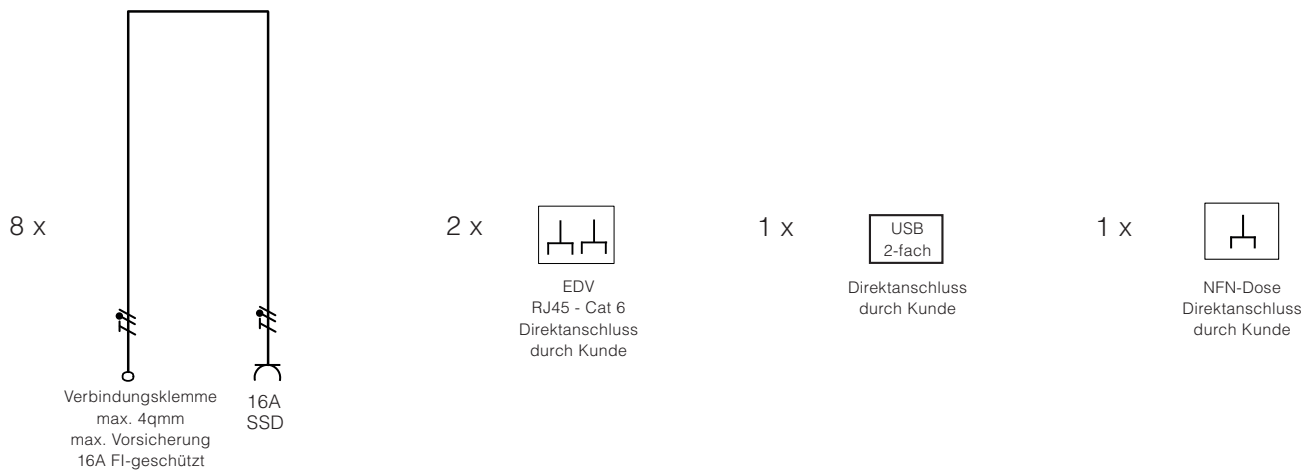 8 x
Verbindungsklemme
max. 4qmm
max. Vorsicherung
16A FI-geschützt
16A
SSD
2 x
EDV
RJ45 - Cat 6
Direktanschluss
durch Kunde
1 x
USB
2-fach
Direktanschluss
durch Kunde
1 x
NFN-Dose
Direktanschluss
durch Kunde